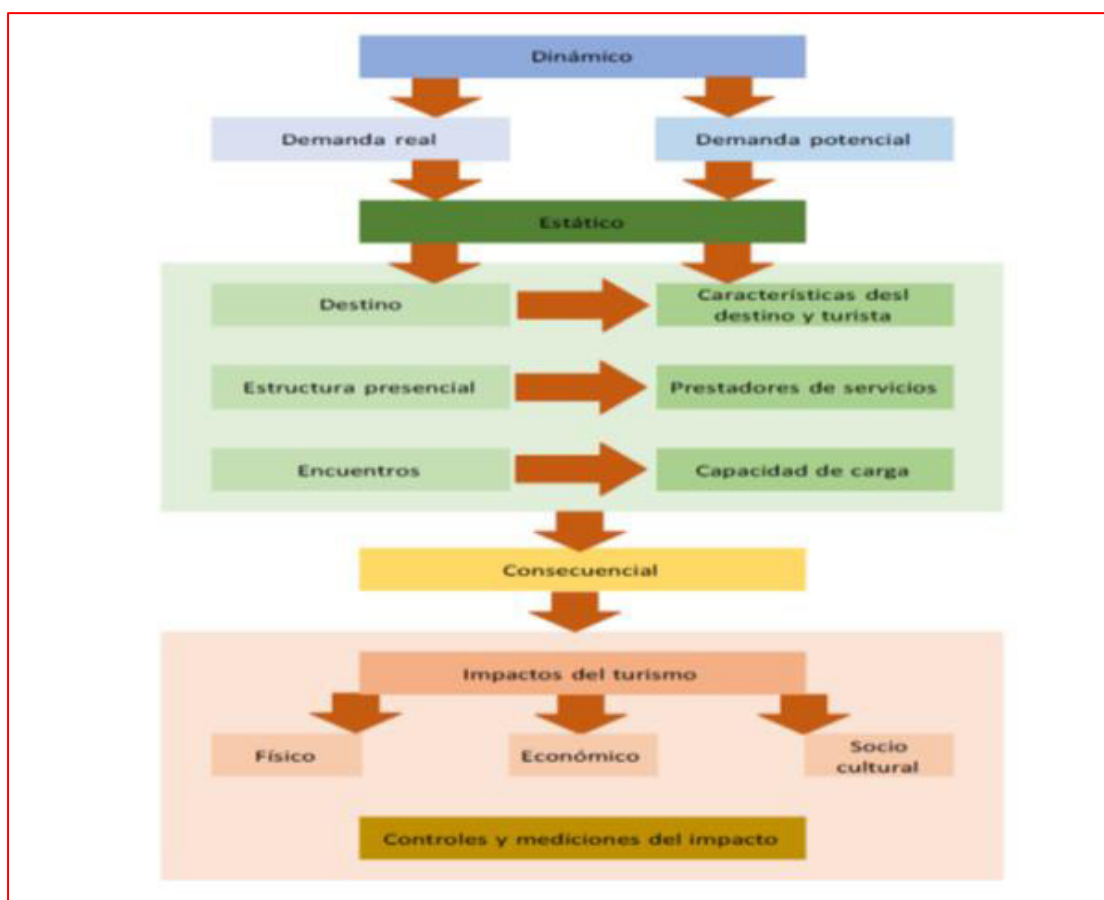 Dinámico
Demanda real
Demanda potencial
Estático
Destino
Características desl
destino y turista
Estructura presencial
Prestadores de servicios
Encuentros
Capacidad de carga
Consecuencial
Impactos del turismo
Físico
Económico
Socio
cultural
Controles y mediciones del impacto